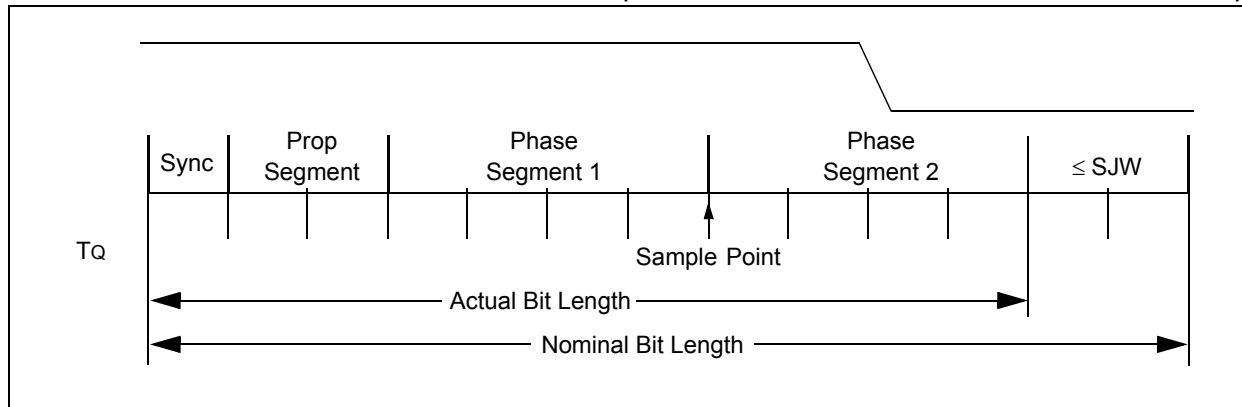 Sync
Prop
Segment
Phase
Segment 1
Phase
Segment 2
≤ SJW
TQ
Sample Point
Actual Bit Length
Nominal Bit Length